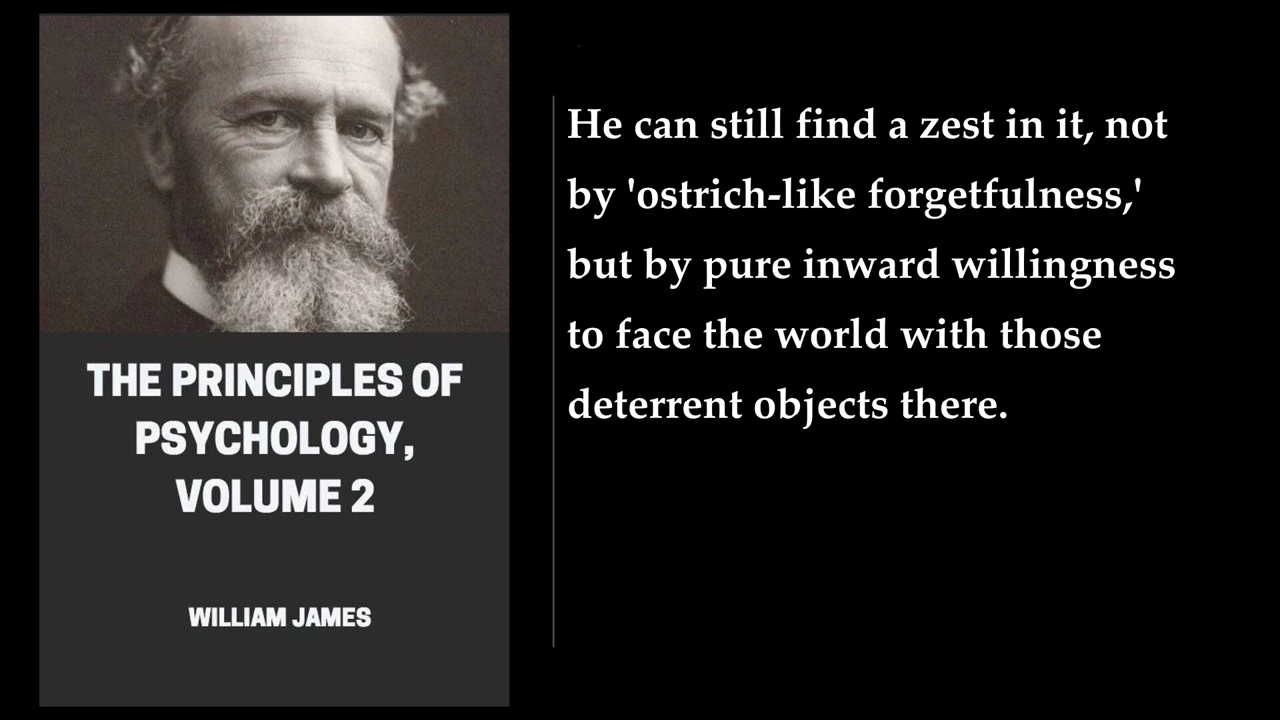 THE PRINCIPLES OF
PSYCHOLOGY,
VOLUME 2
WILLIAM JAMES
He can still find a zest in it, not
by 'ostrich-like forgetfulness,'
but by pure inward willingness
to face the world with those
deterrent objects there.